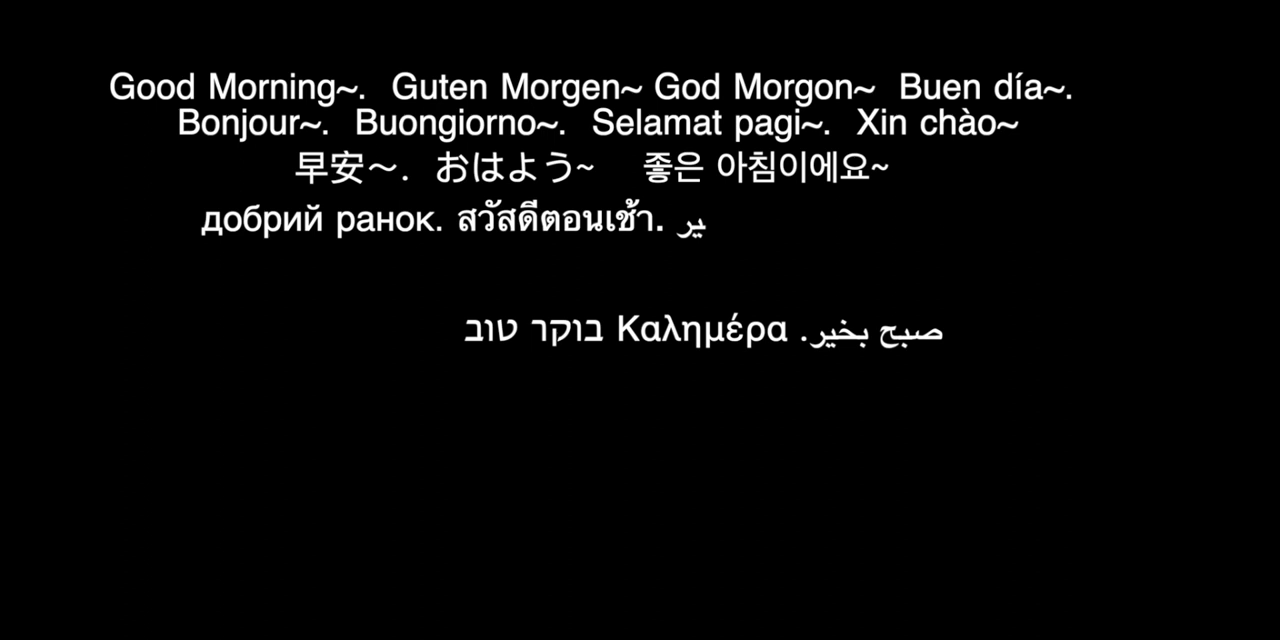 Good Morning~. Guten Morgen~ God Morgon~ Buen día~.
Bonjour~. Buongiorno~. Selamat pagi~. Xin chào~
早安～. おはよう~ 좋은 아침이에요~
добрий ранок. สวัสดีตอนเช้า. یر
صبح بخیر. Καλημέρα בוקר טוב